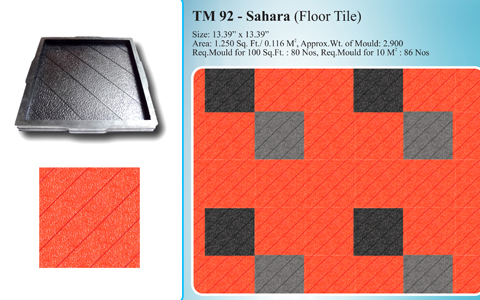 TM 92 - Sahara (Floor Tile)
Size: 13.39" x 13.39"
Area: 1.250 Sq. Ft./ 0.116 M², Approx.Wt. of Mould: 2.900
Req.Mould for 100 Sq.Ft. : 80 Nos, Req.Mould for 10 M² : 86 Nos